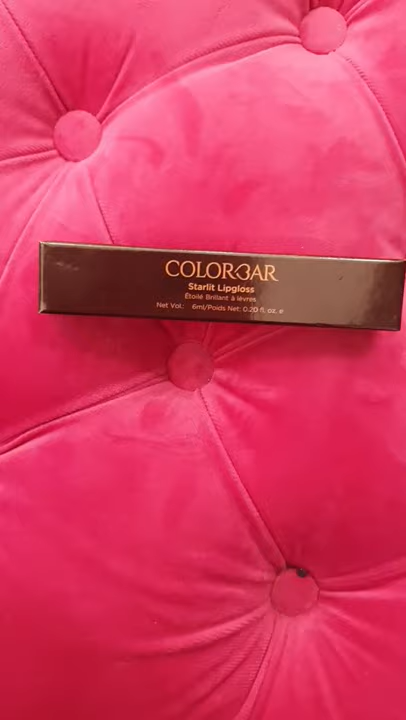 COLORBAR
Starlit Lipgloss
Étoilé Brillant à lèvres
Net Vol.: 6ml/Poids Net: 0.20 fl. oz. e